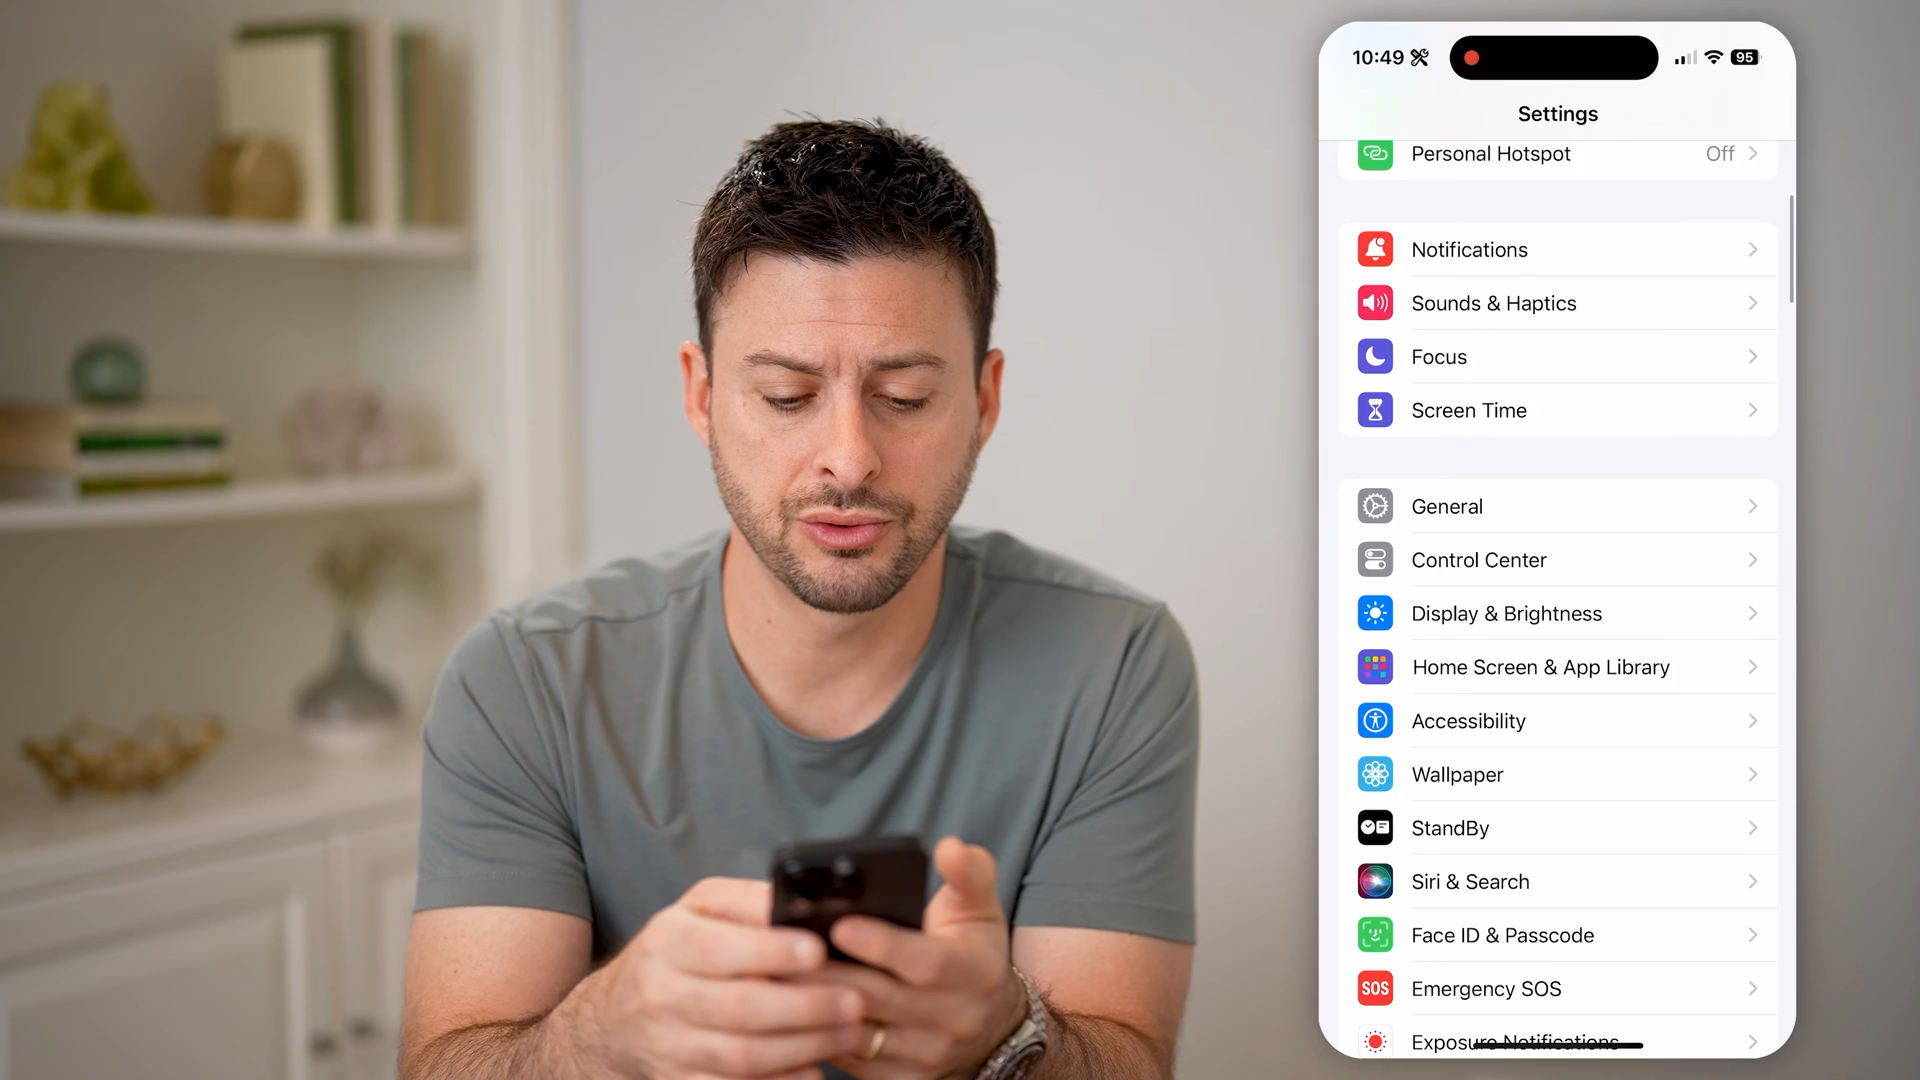 10:49
95
Settings
Personal Hotspot Off
Notifications
Sounds & Haptics
Focus
Screen Time
General
Control Center
Display & Brightness
Home Screen & App Library
Accessibility
Wallpaper
StandBy
Siri & Search
Face ID & Passcode
SOS Emergency SOS
Exposure Notifications